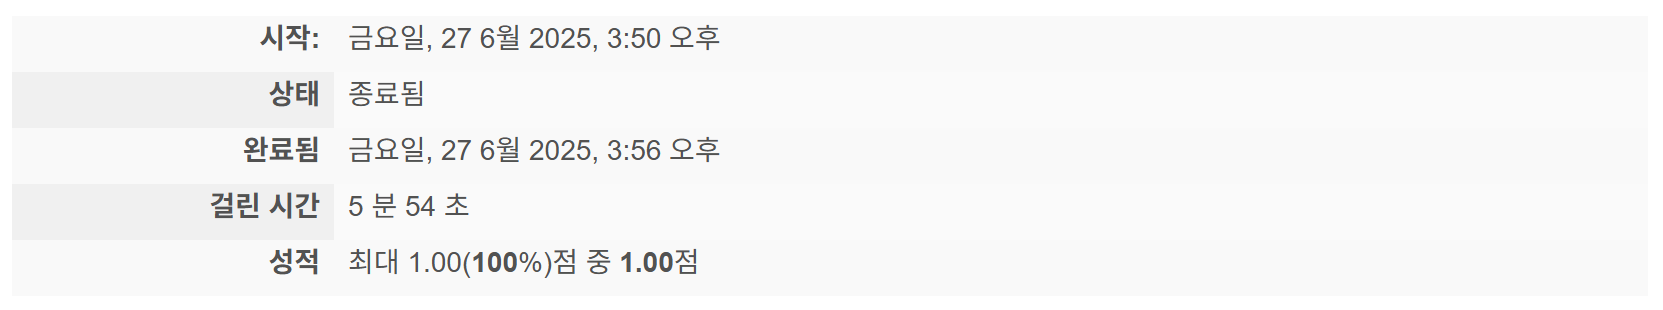 시작: 금요일, 27 6월 2025, 3:50 오후
상태 종료됨
완료됨 금요일, 27 6월 2025, 3:56 오후
걸린 시간 5 분 54 초
성적 최대 1.00(100%)점 중 1.00점